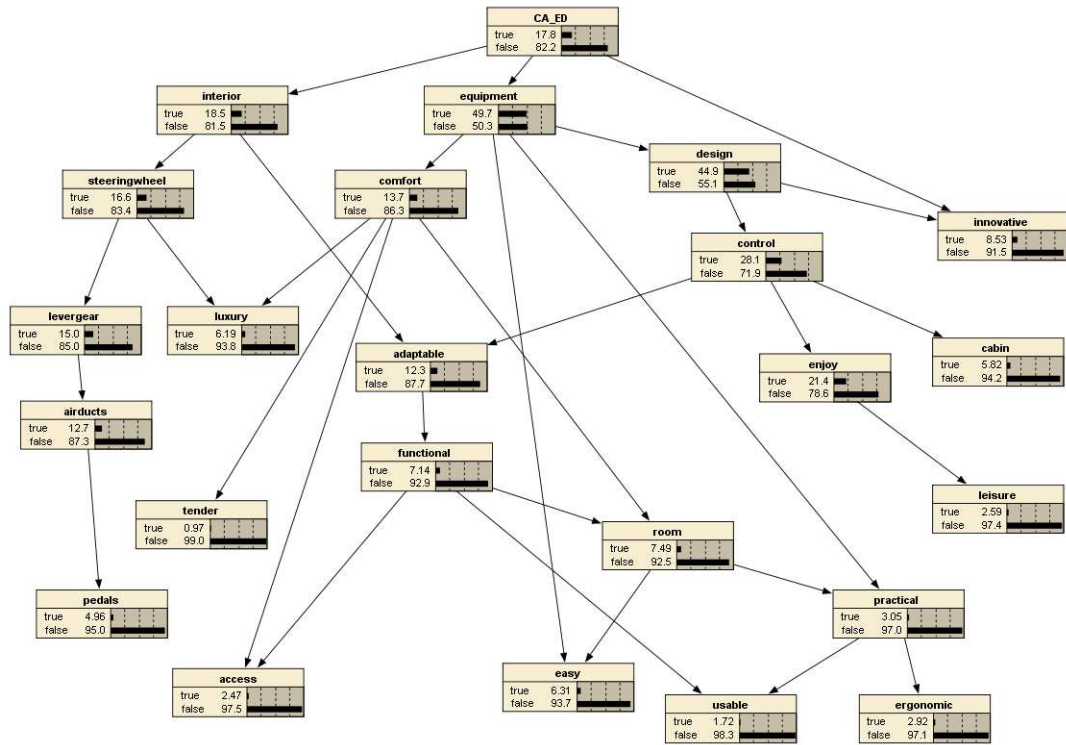 CA_ED
true 17.8
false 82.2
interior
true 18.5
false 81.5
equipment
true 49.7
false 50.3
design
true 44.9
false 55.1
steeringwheel
true 16.6
false 83.4
comfort
true 13.7
false 86.3
innovative
true 8.53
false 91.5
control
true 28.1
false 71.9
levergear
true 15.0
false 85.0
luxury
true 6.19
false 93.8
adaptable
true 12.3
false 87.7
enjoy
true 21.4
false 78.6
cabin
true 5.82
false 94.2
airducts
true 12.7
false 87.3
functional
true 7.14
false 92.9
tender
true 0.97
false 99.0
leisure
true 2.59
false 97.4
room
true 7.49
false 92.5
pedals
true 4.96
false 95.0
practical
true 3.05
false 97.0
access
true 2.47
false 97.5
easy
true 6.31
false 93.7
usable
true 1.72
false 98.3
ergonomic
true 2.92
false 97.1